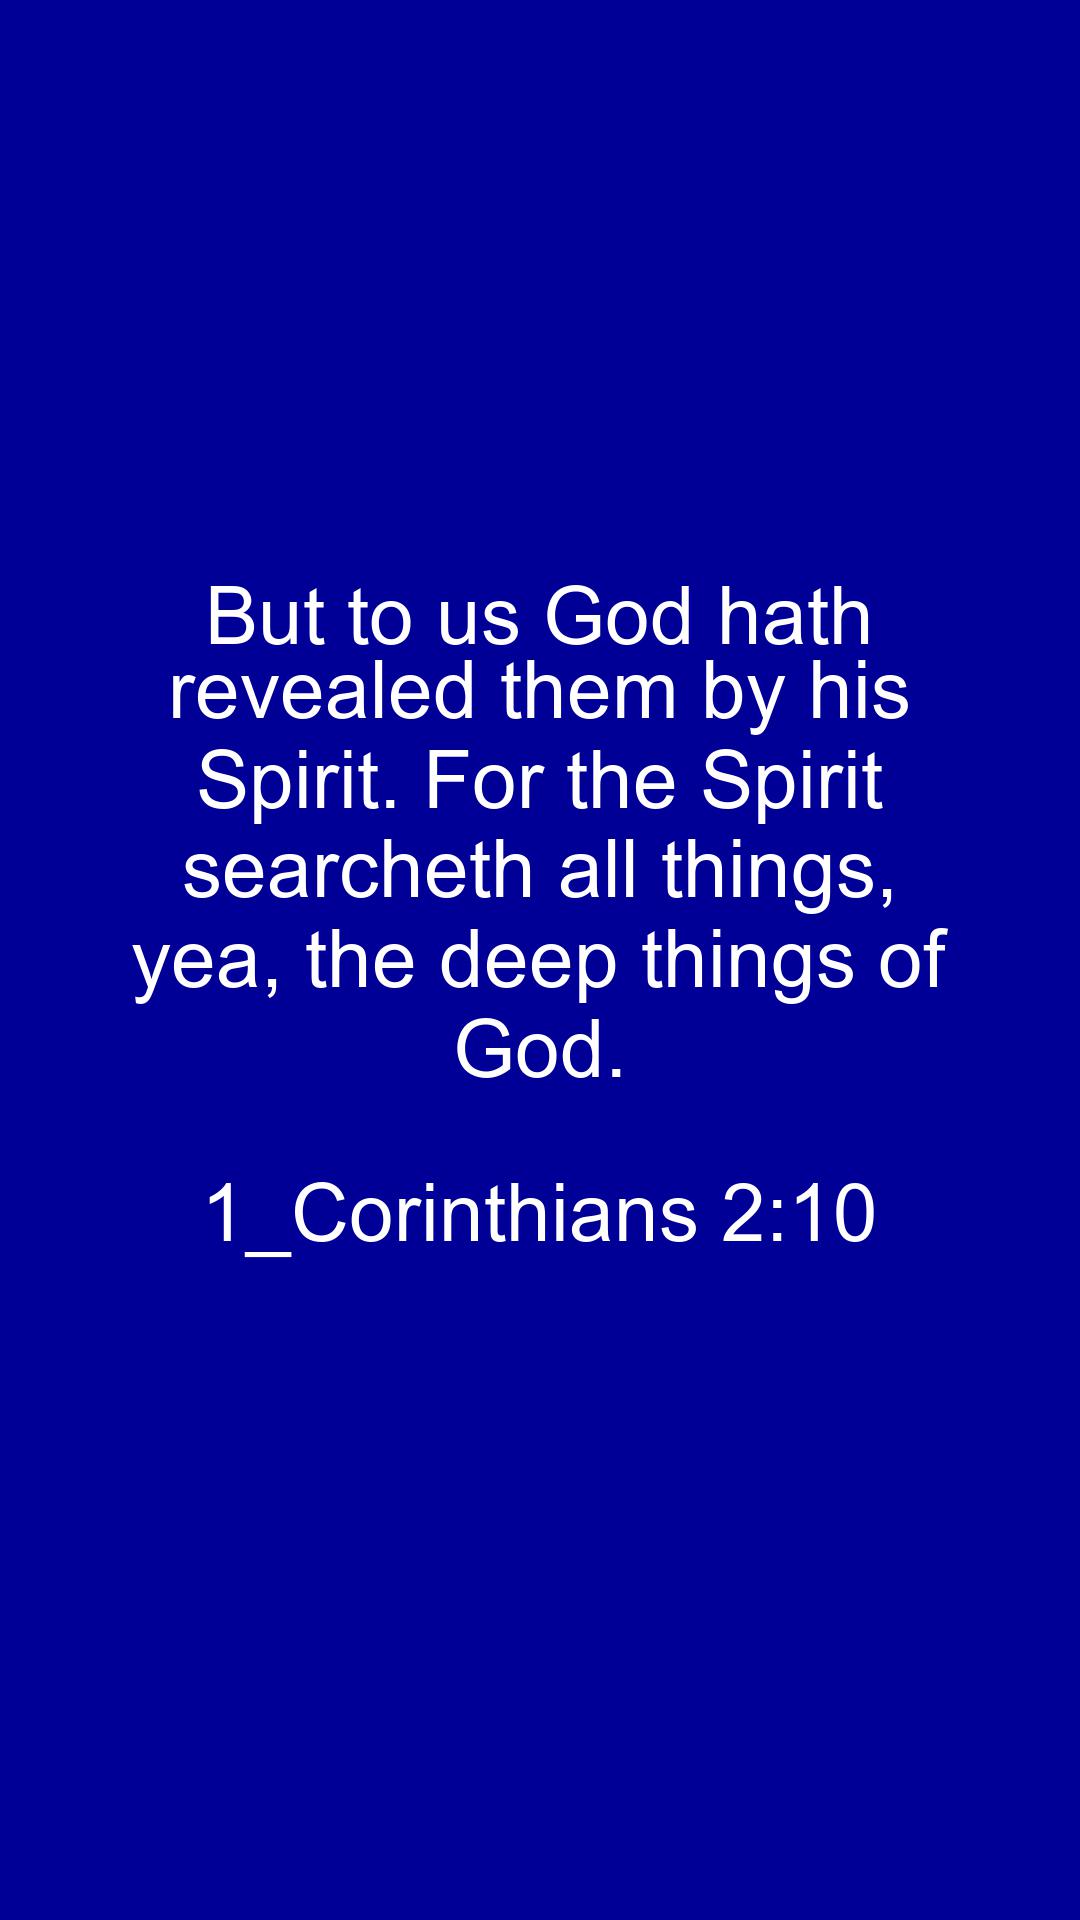 But to us God hath
revealed them by his
Spirit. For the Spirit
searcheth all things,
yea, the deep things of
God.
1_Corinthians 2:10